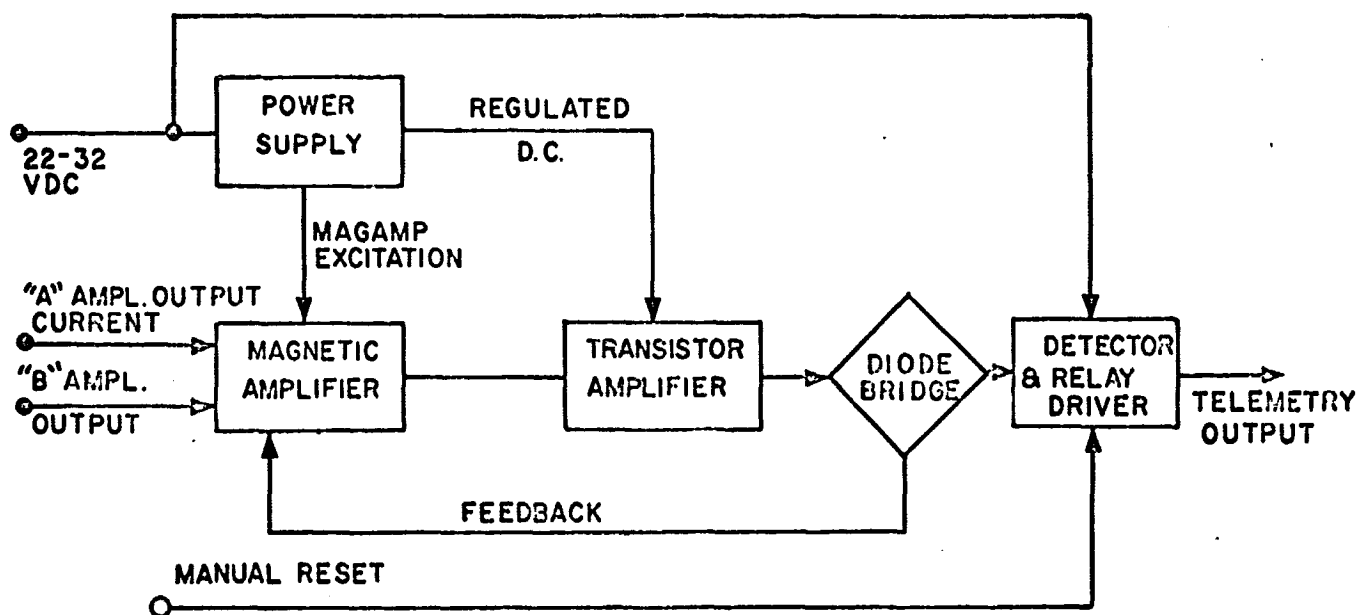 POWER
SUPPLY
REGULATED
D.C.
22-32
VDC
MAGAMP
EXCITATION
"A" AMPL. OUTPUT
CURRENT
"B" AMPL.
OUTPUT
MAGNETIC
AMPLIFIER
TRANSISTOR
AMPLIFIER
DIODE
BRIDGE
DETECTOR
& RELAY
DRIVER
TELEMETRY
OUTPUT
FEEDBACK
MANUAL RESET